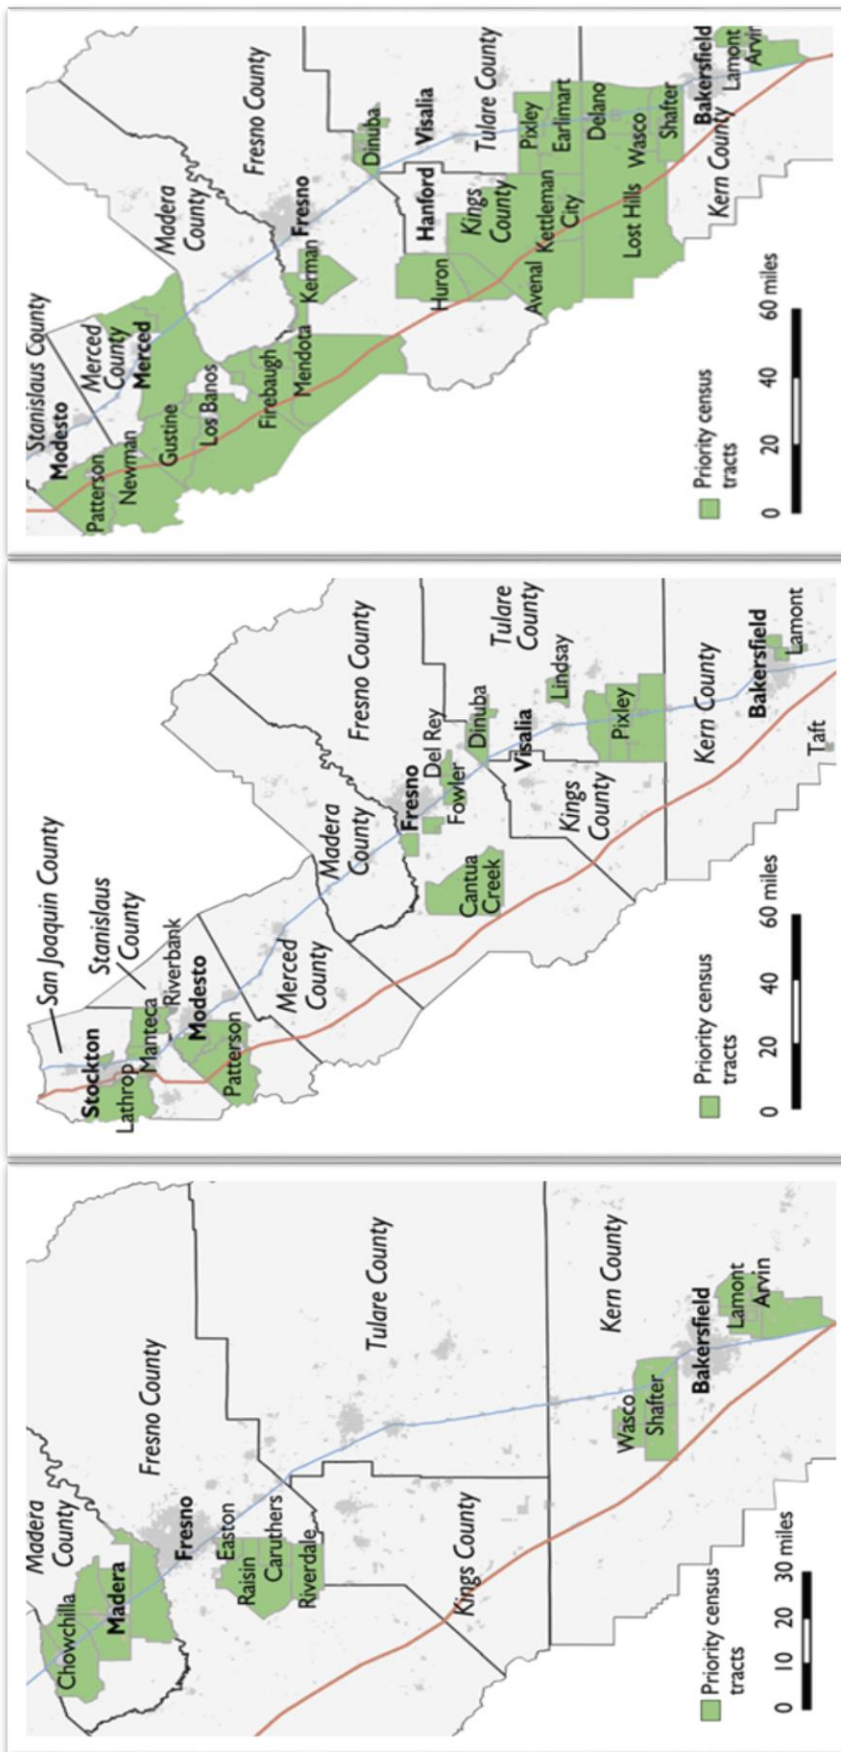 Madera
County
Chowchilla
Madera
Fresno County
Fresno
Easton
Raisin
Caruthers
Riverdale
Tulare County
Kings County
Kern County
Wasco
Shafter
Bakersfield
Lamont
Arvin
Priority census
tracts
0 10 20 30 miles
San Joaquin County
Stockton
Lathrop
Manteca
Stanislaus
County
Riverbank
Modesto
Patterson
Merced
County
Madera
County
Fresno County
Fresno
Del Rey
Fowler
Cantua
Creek
Dinuba
Visalia
Tulare
County
Lindsay
Kings
County
Pixley
Kern County
Bakersfield
Lamont
Taft
Priority census
tracts
0 20 40 60 miles
Stanislaus County
Modesto
Patterson
Newman
Merced
County
Merced
Gustine
Los Banos
Madera
County
Firebaugh
Mendota
Fresno County
Fresno
Kerman
Dinuba
Visalia
Hanford
Huron
Kings
County
Tulare County
Avenal
Kettleman
City
Pixley
Earlimart
Delano
Lost Hills
Wasco
Shafter
Kern County
Bakersfield
Lamont
Arvin
Priority census
tracts
0 20 40 60 miles